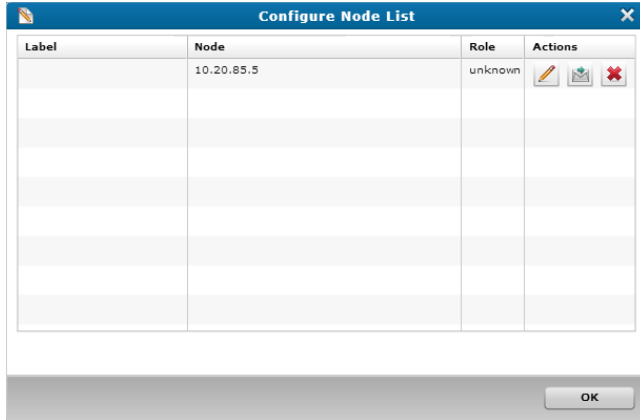 Configure Node List
Label Node Role Actions
10.20.85.5 unknown
OK